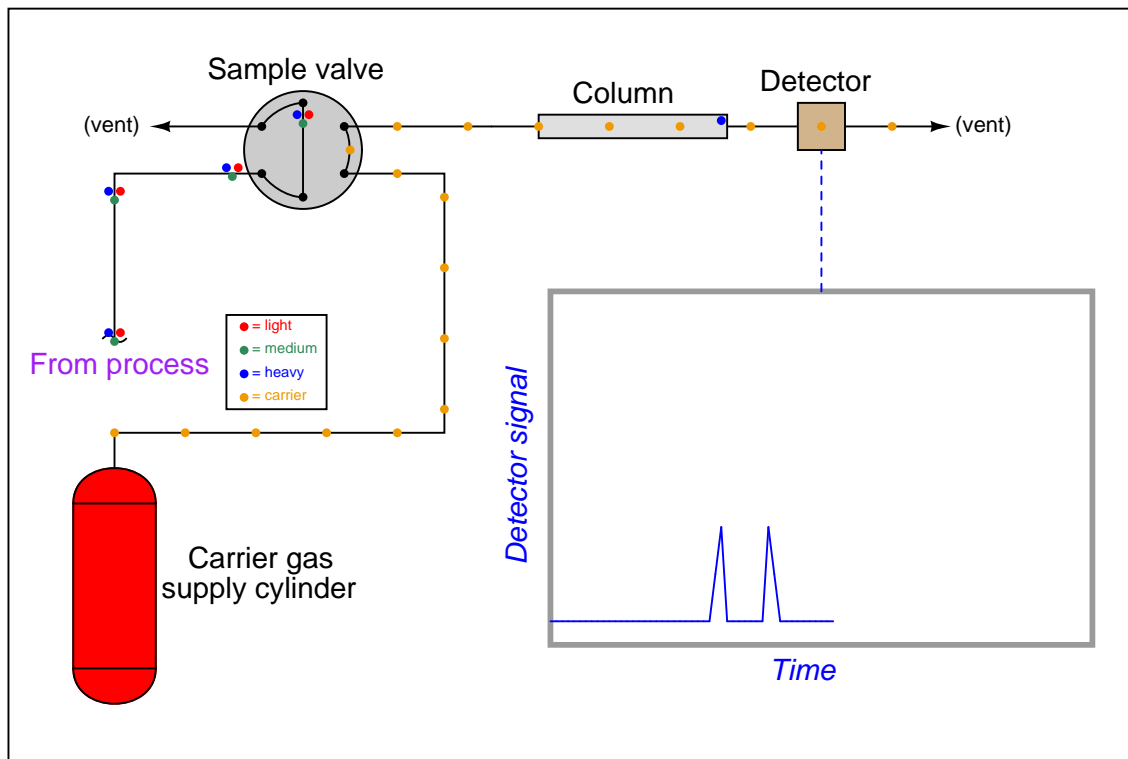 Sample valve
Column
Detector
(vent)
(vent)
= light
= medium
= heavy
= carrier
From process
Detector signal
Carrier gas
supply cylinder
Time